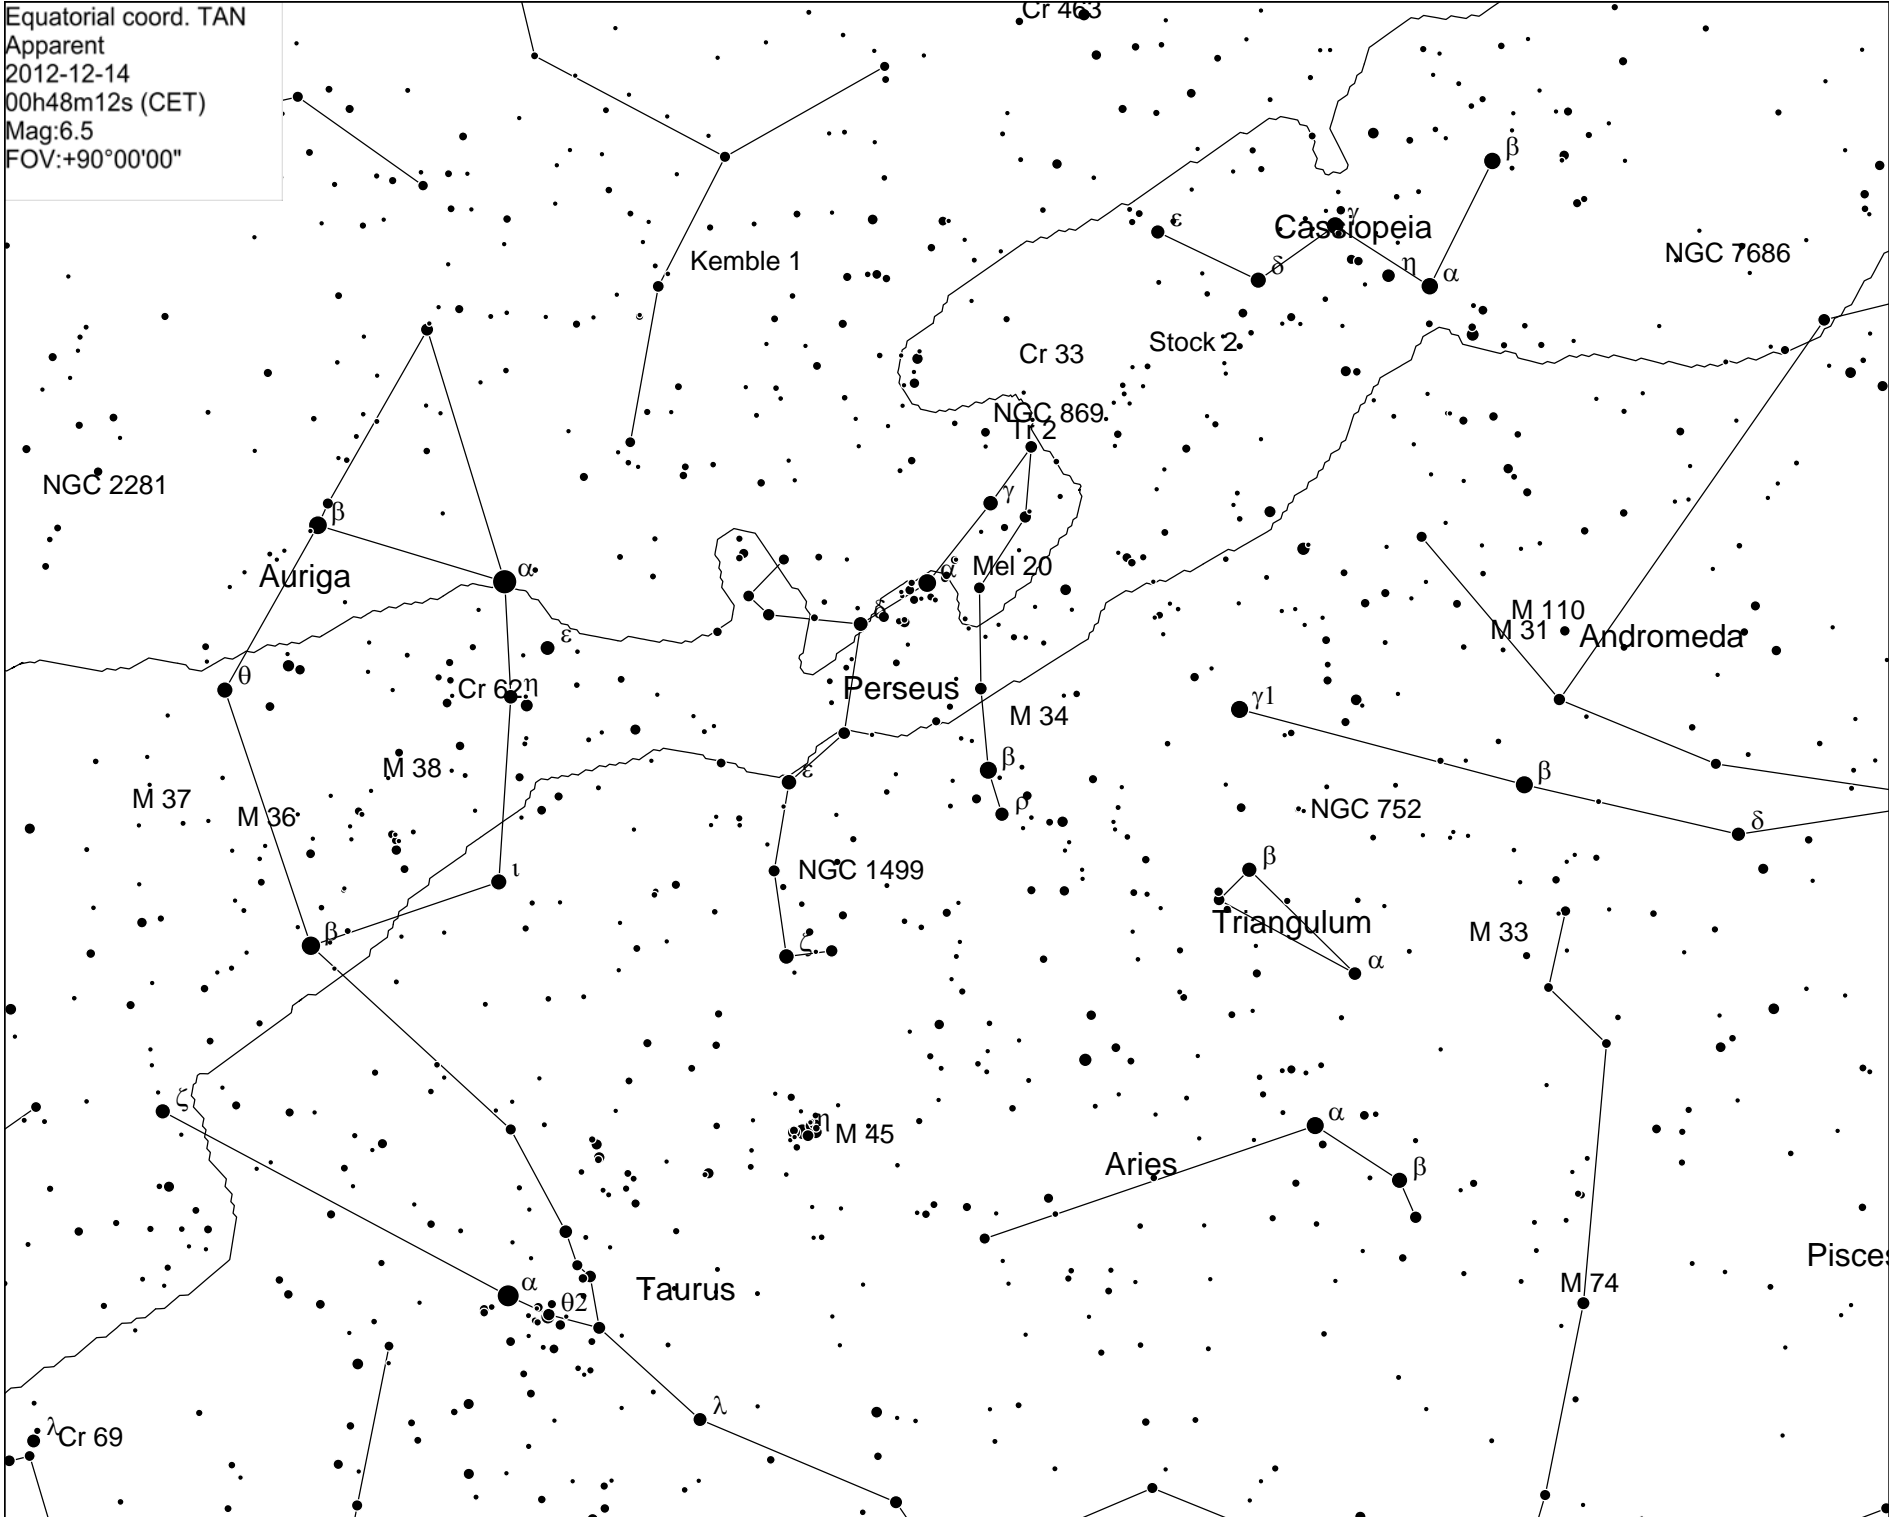 Equatorial coord. TAN
Apparent
2012-12-14
00h48m12s (CET)
Mag:6.5
FOV:+90°00'00"
Cr 463
β
ε
γ
Cassiopeia
NGC 7686
Kemble 1
δ
η
α
Stock 2
Cr 33
NGC 869
Tr 2
NGC 2281
γ
β
Auriga
α
α
Mel 20
δ
M 110
M 31
Andromeda
ε
θ
Cr 62
η
Perseus
M 34
γ1
M 38
β
ε
β
M 37
M 36
ρ
NGC 752
δ
ι
NGC 1499
β
Triangulum
M 33
β
ζ
α
ζ
η
M 45
α
Aries
β
Pisces
α
Taurus
M 74
θ2
λ
λ
Cr 69